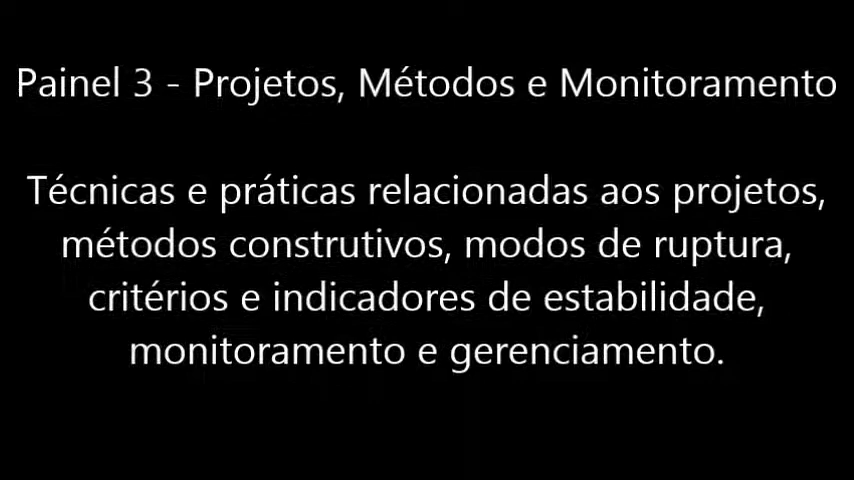 Painel 3 - Projetos, Métodos e Monitoramento
Técnicas e práticas relacionadas aos projetos,
métodos construtivos, modos de ruptura,
critérios e indicadores de estabilidade,
monitoramento e gerenciamento.